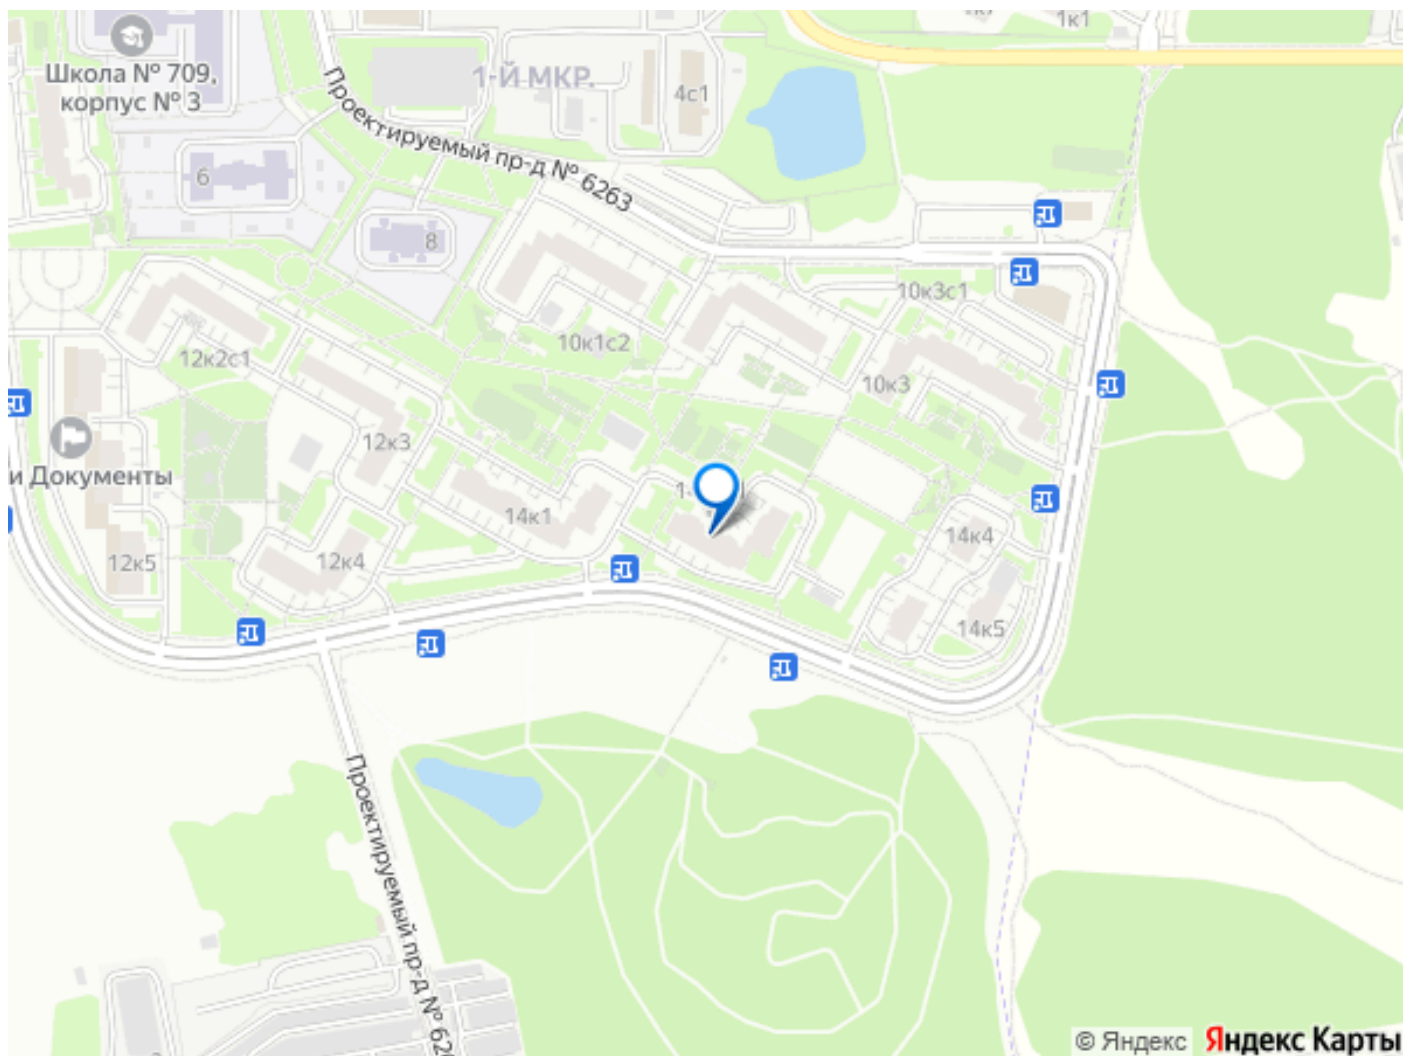 1к1
Школа № 709,
корпус № 3
1-Й МКР.
4с1
Проектируемый пр-д № 6263
6
8
10к3с1
10к1с2
12к2с1
10к3
12к3
и Документы
14к1
14к4
12к5
12к4
14к5
Проектируемый пр-д №
© Яндекс Яндекс Карты